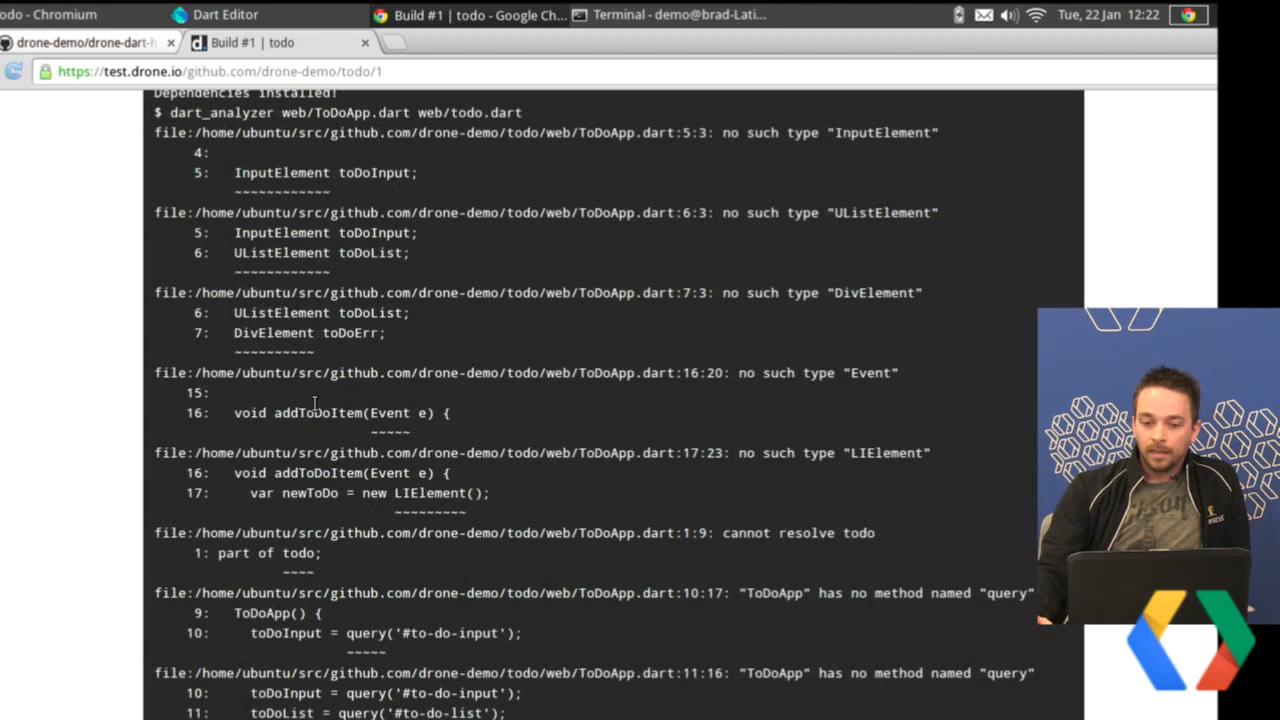 odo - Chromium
Dart Editor
Build #1 | todo - Google Ch...
Terminal - demo@brad-Lati...
Tue, 22 Jan 12:22
drone-demo/drone-dart-h
Build #1 | todo
https://test.drone.io/github.com/drone-demo/todo/1
Dependencies installed!
$ dart_analyzer web/ToDoApp.dart web/todo.dart
file:/home/ubuntu/src/github.com/drone-demo/todo/web/ToDoApp.dart:5:3: no such type "InputElement"
4:
5: InputElement toDoInput;
~~~~~~~~~~~~
file:/home/ubuntu/src/github.com/drone-demo/todo/web/ToDoApp.dart:6:3: no such type "UListElement"
5: InputElement toDoInput;
6: UListElement toDoList;
~~~~~~~~~~~~
file:/home/ubuntu/src/github.com/drone-demo/todo/web/ToDoApp.dart:7:3: no such type "DivElement"
6: UListElement toDoList;
7: DivElement toDoErr;
~~~~~~~~~~
file:/home/ubuntu/src/github.com/drone-demo/todo/web/ToDoApp.dart:16:20: no such type "Event"
15:
16: void addToDoItem(Event e) {
~~~~~
file:/home/ubuntu/src/github.com/drone-demo/todo/web/ToDoApp.dart:17:23: no such type "LIElement"
16: void addToDoItem(Event e) {
17: var newToDo = new LIElement();
~~~~~~~~~
file:/home/ubuntu/src/github.com/drone-demo/todo/web/ToDoApp.dart:1:9: cannot resolve todo
1: part of todo;
~~~~
file:/home/ubuntu/src/github.com/drone-demo/todo/web/ToDoApp.dart:10:17: "ToDoApp" has no method named "query"
9: ToDoApp() {
10: toDoInput = query('#to-do-input');
~~~~~
file:/home/ubuntu/src/github.com/drone-demo/todo/web/ToDoApp.dart:11:16: "ToDoApp" has no method named "query"
10: toDoInput = query('#to-do-input');
11: toDoList = query('#to-do-list');